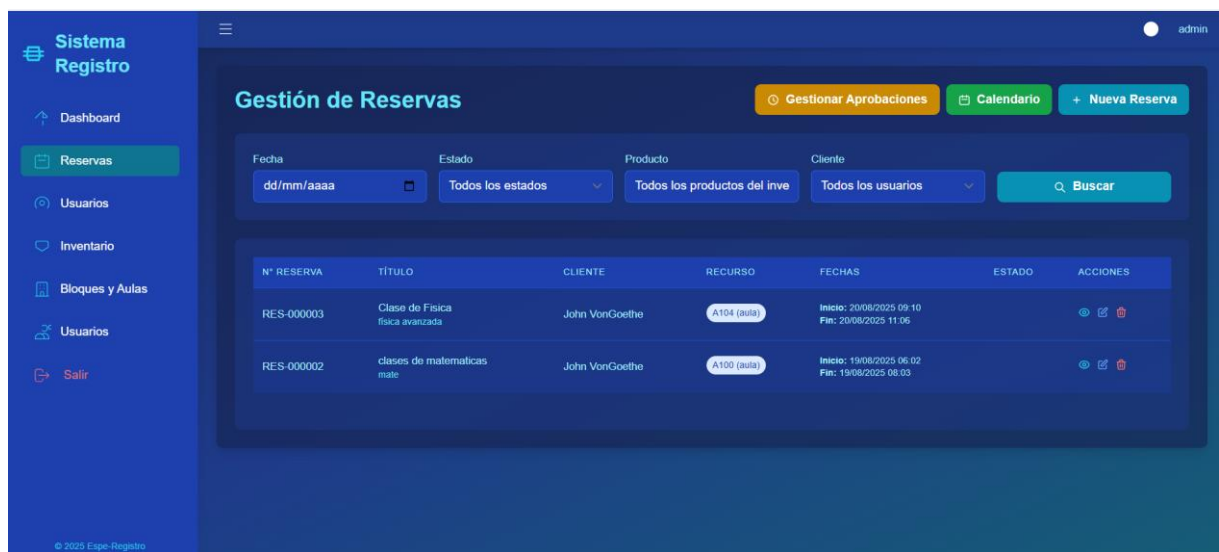 Sistema
Registro
admin
Dashboard
Reservas
Usuarios
Inventario
Bloques y Aulas
Usuarios
Salir
© 2025 Espe-Registro
Gestión de Reservas
Gestionar Aprobaciones
Calendario
+ Nueva Reserva
Fecha Estado Producto Cliente
dd/mm/aaaa Todos los estados Todos los productos del inve Todos los usuarios Buscar
N° RESERVA TÍTULO CLIENTE RECURSO FECHAS ESTADO ACCIONES
RES-000003 Clase de Fisica John VonGoethe A104 (aula) Inicio: 20/08/2025 09:10
física avanzada Fin: 20/08/2025 11:06
RES-000002 clases de matematicas John VonGoethe A100 (aula) Inicio: 19/08/2025 06:02
mate Fin: 19/08/2025 08:03